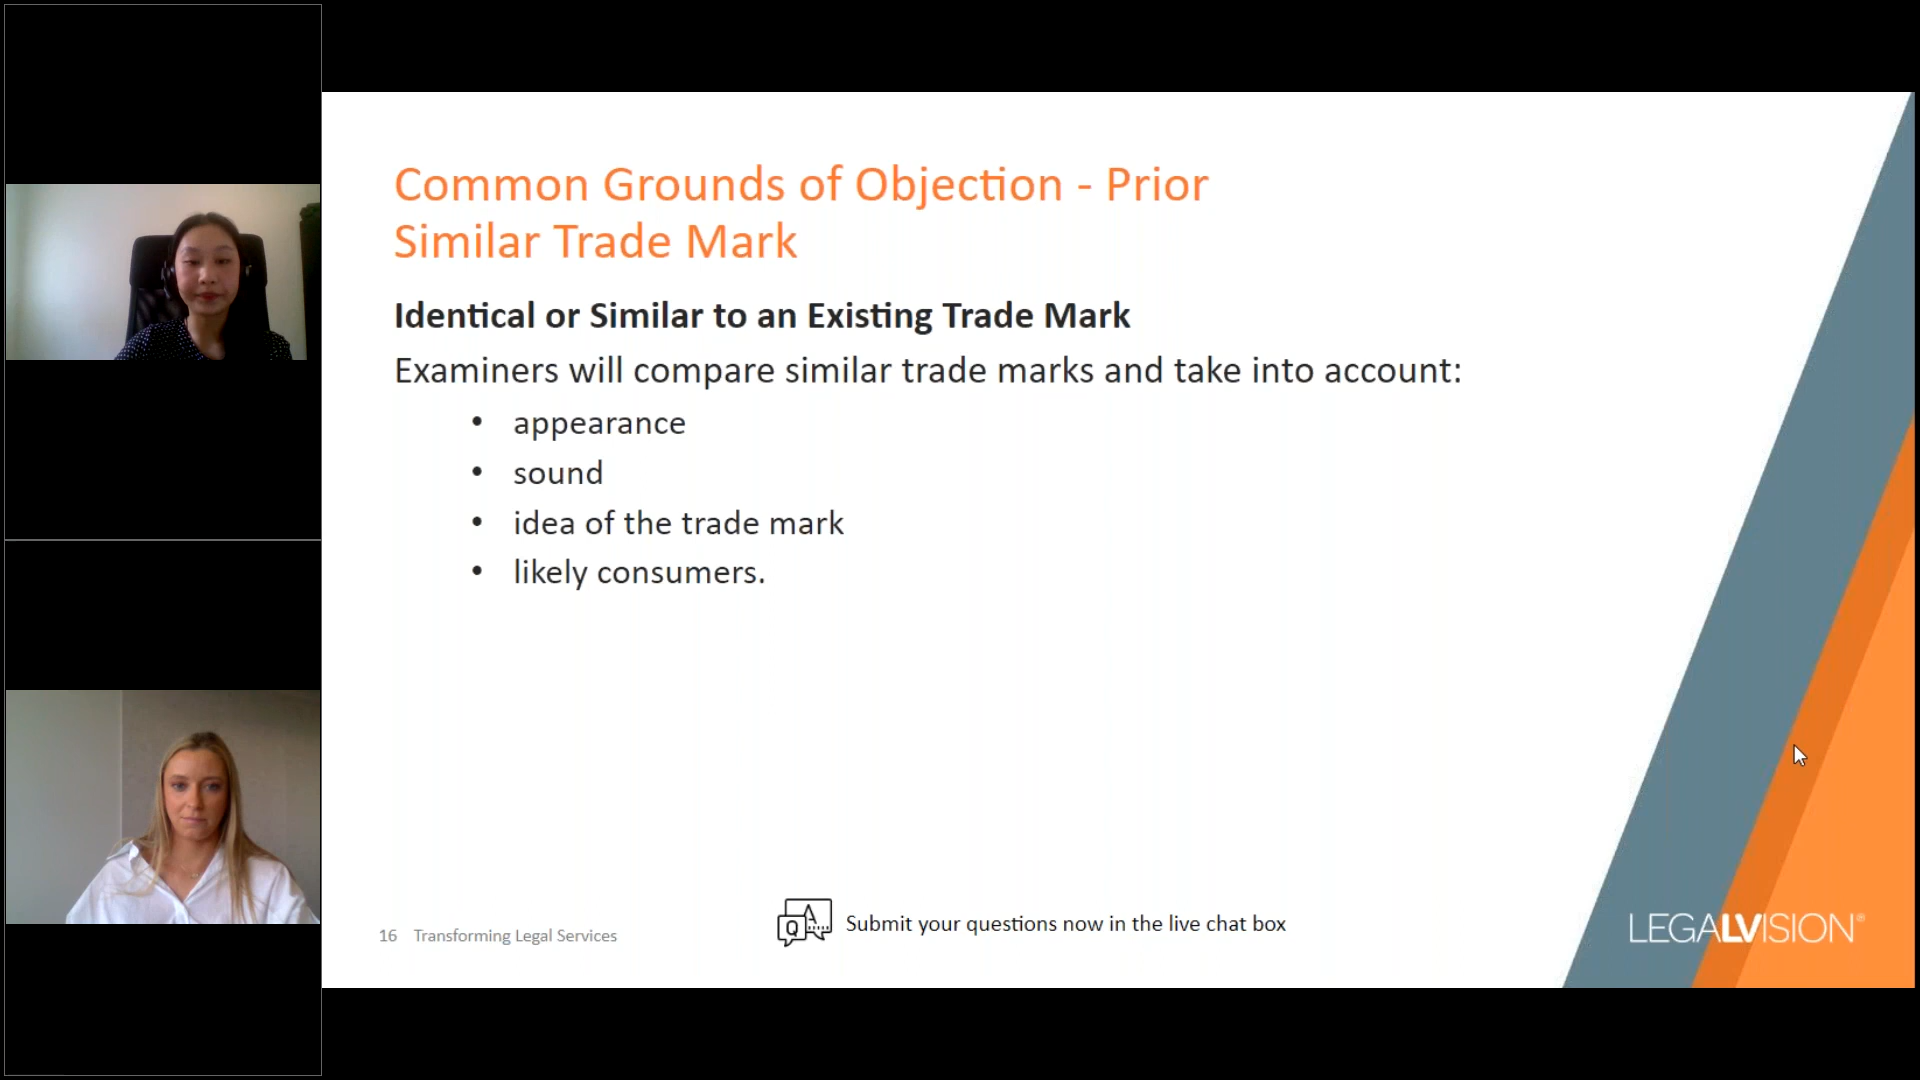 Common Grounds of Objection - Prior
Similar Trade Mark
Identical or Similar to an Existing Trade Mark
Examiners will compare similar trade marks and take into account:
• appearance
• sound
• idea of the trade mark
• likely consumers.
16 Transforming Legal Services
Q A
Submit your questions now in the live chat box
LEGALVISION®